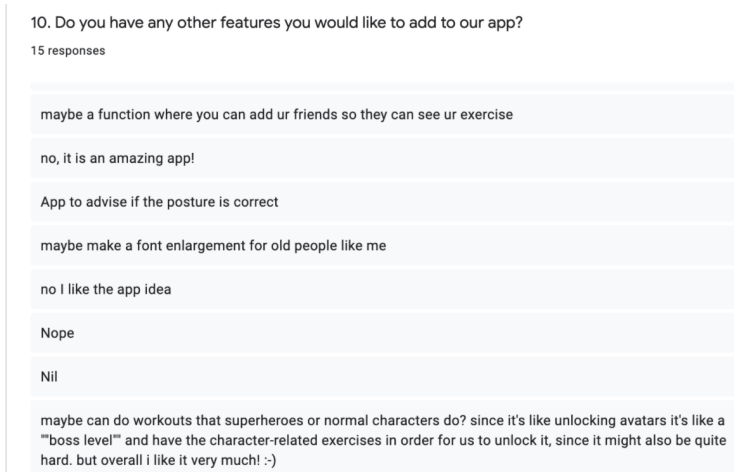 10. Do you have any other features you would like to add to our app?
15 responses
maybe a function where you can add ur friends so they can see ur exercise
no, it is an amazing app!
App to advise if the posture is correct
maybe make a font enlargement for old people like me
no I like the app idea
Nope
Nil
maybe can do workouts that superheroes or normal characters do? since it's like unlocking avatars it's like a
""boss level"" and have the character-related exercises in order for us to unlock it, since it might also be quite
hard. but overall i like it very much! :-)